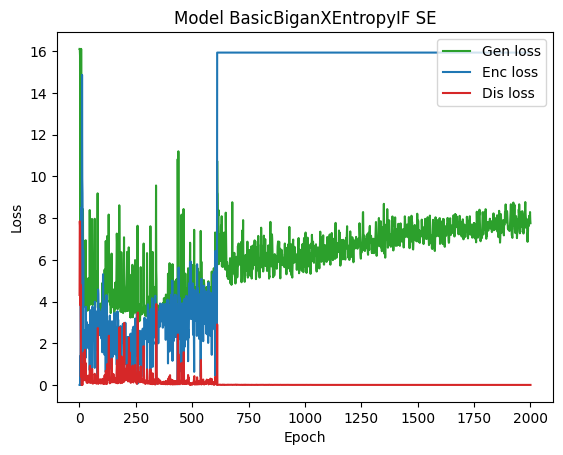 Model BasicBiganXEntropyIF SE
Gen loss
Enc loss
Dis loss
Loss
16
14
12
10
8
6
4
2
0
0 250 500 750 1000 1250 1500 1750 2000
Epoch